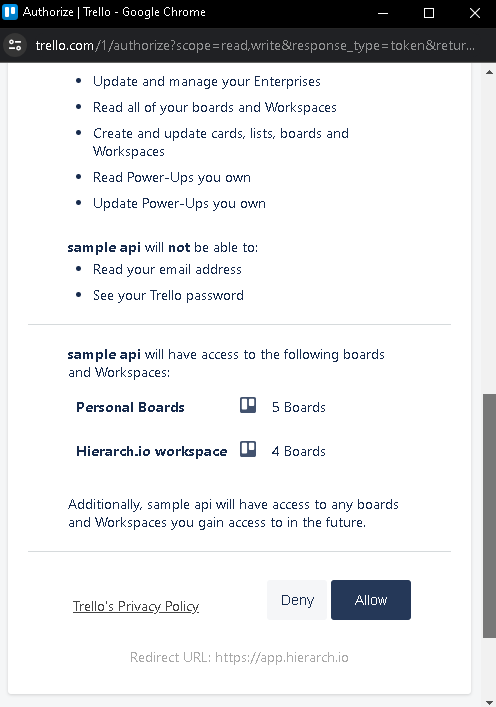 Authorize | Trello - Google Chrome
trello.com/1/authorize?scope=read,write&response_type=token&retur...
Update and manage your Enterprises
Read all of your boards and Workspaces
Create and update cards, lists, boards and
Workspaces
Read Power-Ups you own
Update Power-Ups you own
sample api will not be able to:
Read your email address
See your Trello password
sample api will have access to the following boards
and Workspaces:
Personal Boards 5 Boards
Hierarch.io workspace 4 Boards
Additionally, sample api will have access to any boards
and Workspaces you gain access to in the future.
Trello's Privacy Policy Deny Allow
Redirect URL: https://app.hierarch.io